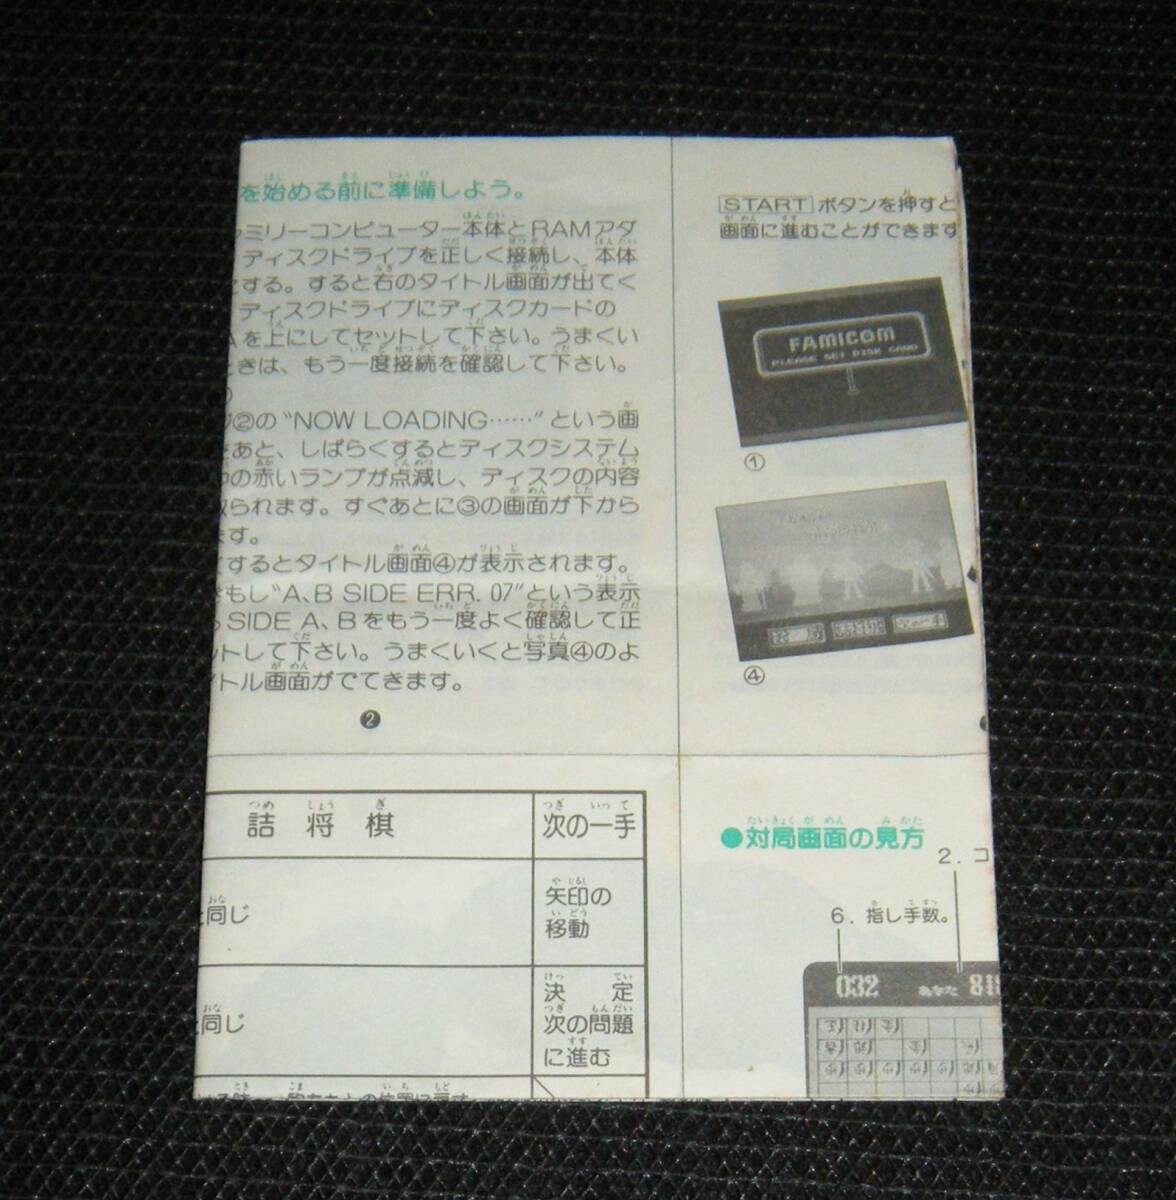 を始める前に準備しよう。
ミリーコンピューター本体とRAMアダ
ディスクドライブを正しく接続し、本体
する。すると右のタイトル画面が出てく
ディスクドライブにディスクカードの
Aを上にしてセットして下さい。うまくい
きは、もう一度接続を確認して下さい。
②の“NOW LOADING……”という画
あと、しばらくするとディスクシステム
の赤いランプが点滅し、ディスクの内容
られます。すぐあとに③の画面が下から
す。
するとタイトル画面④が表示されます。
もし“A、B SIDE ERR. 07”という表示
SIDE A、Bをもう一度よく確認して正
トして下さい。うまくいくと写真④のよ
イトル画面がでてきます。
❷
START ボタンを押すと
画面に進むことができます
FAMICOM
PLEASE SET DISK CARD
①
④
詰将棋
次の一手
同じ
矢印の
移動
同じ
決定
次の問題
に進む
●対局画面の見方
2. コ
6. 指し手数。
032 あなた